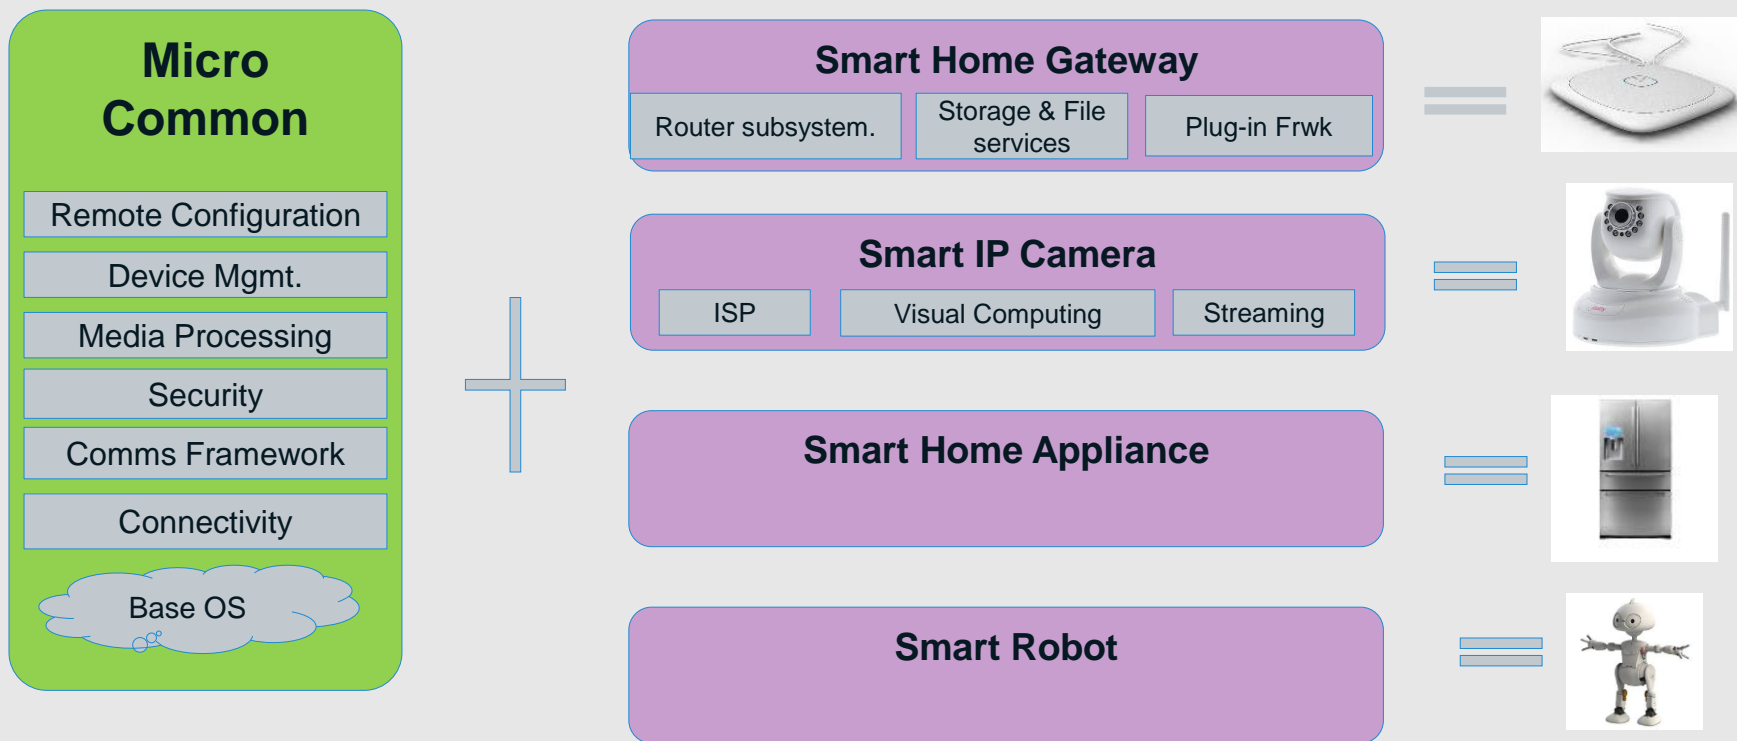 Micro
Common
Remote Configuration
Device Mgmt.
Media Processing
Security
Comms Framework
Connectivity
Base OS
Smart Home Gateway
Router subsystem.
Storage & File
services
Plug-in Frwk
Smart IP Camera
ISP
Visual Computing
Streaming
Smart Home Appliance
Smart Robot